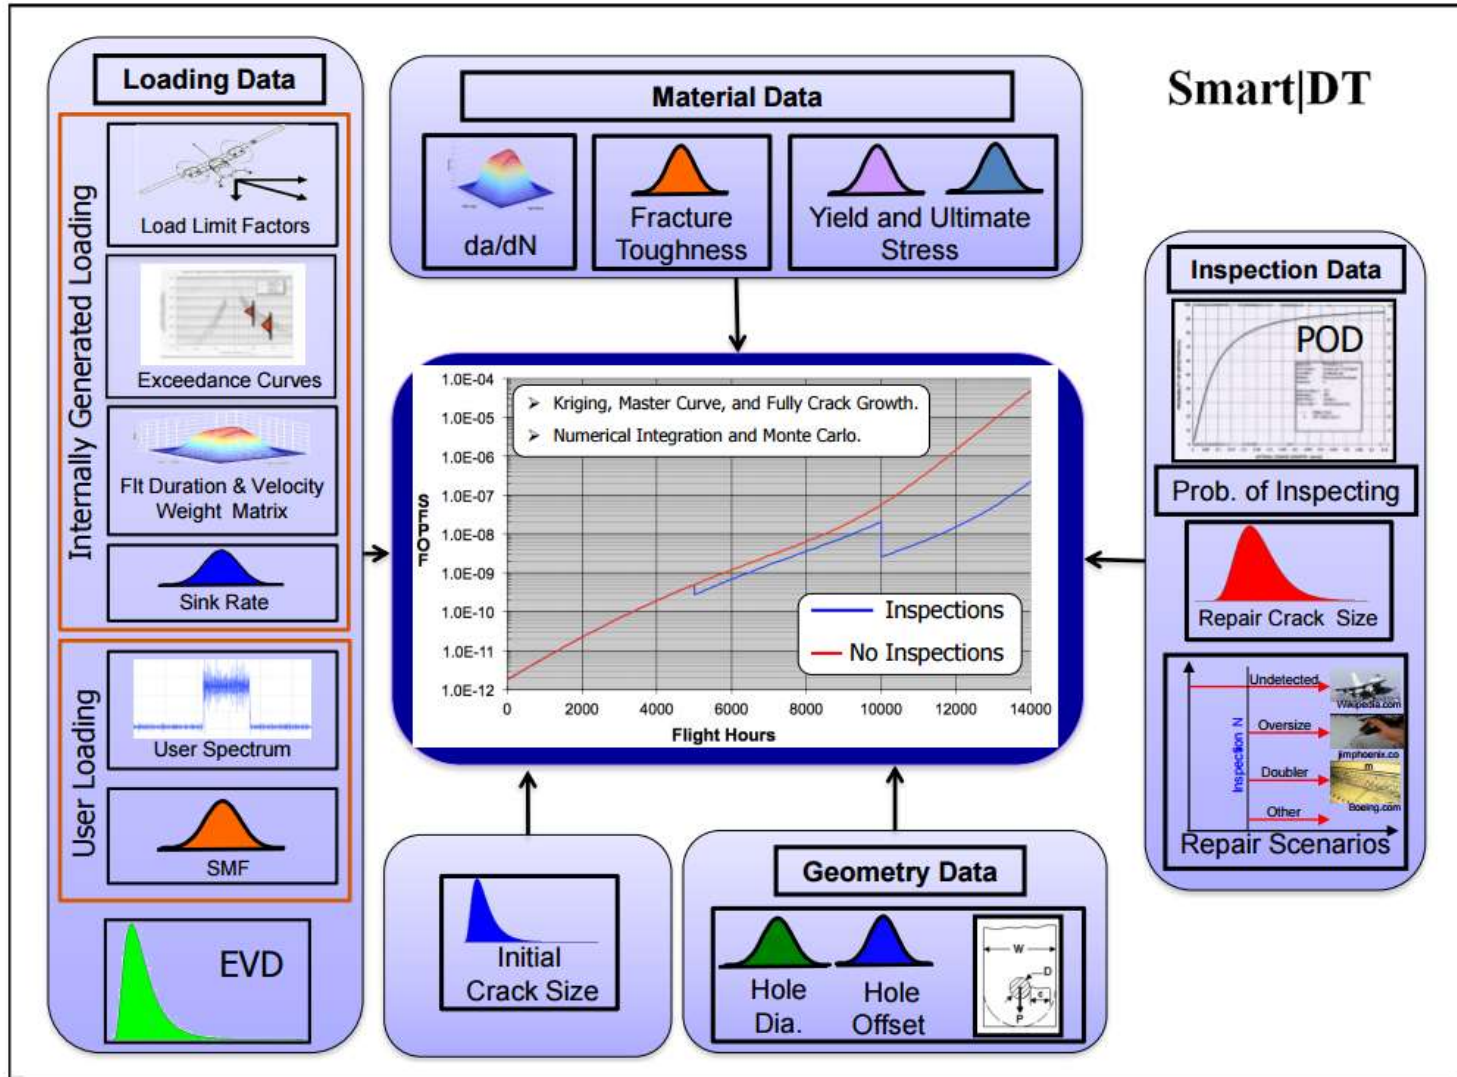 Smart|DT
Loading Data
Internally Generated Loading
Load Limit Factors
Exceedance Curves
Flt Duration & Velocity
Weight Matrix
Sink Rate
User Loading
User Spectrum
SMF
EVD
Material Data
da/dN
Fracture
Toughness
Yield and Ultimate
Stress
SFPOF
1.0E-04
1.0E-05
1.0E-06
1.0E-07
1.0E-08
1.0E-09
1.0E-10
1.0E-11
1.0E-12
➢ Kriging, Master Curve, and Fully Crack Growth.
➢ Numerical Integration and Monte Carlo.
Inspections
No Inspections
0 2000 4000 6000 8000 10000 12000 14000
Flight Hours
Initial
Crack Size
Geometry Data
Hole
Dia.
Hole
Offset
W
D
c
P
Inspection Data
POD
Prob. of Inspecting
Repair Crack Size
Inspection N
Undetected
Wikipedia.com
Oversize
jimphoenix.co
m
Doubler
Boeing.com
Other
Repair Scenarios